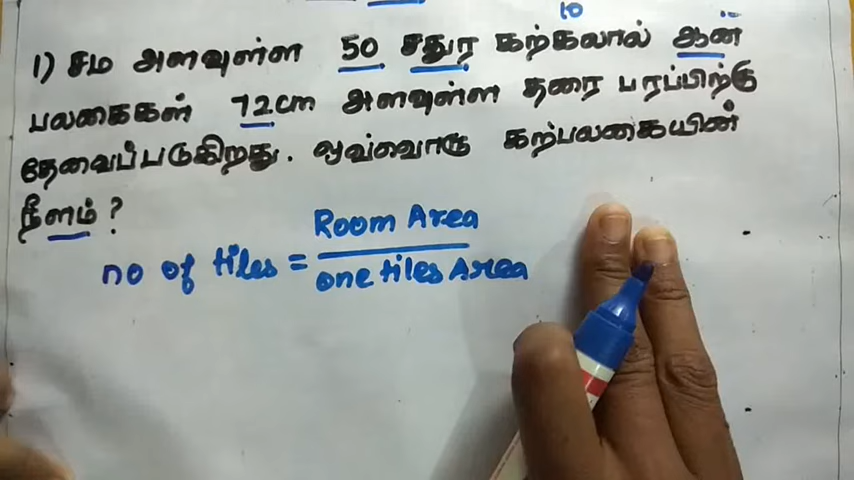 10
1) சம அளவுள்ள 50 சதுர கற்கலால் ஆன்
பலகைகள் 72cm அளவுள்ள தரை பரப்பிற்கு
தேவைப்படுகிறது. ஒவ்வொரு கற்பலகையின்
நீளம் ?
no of tiles = Room Area
one tiles Area